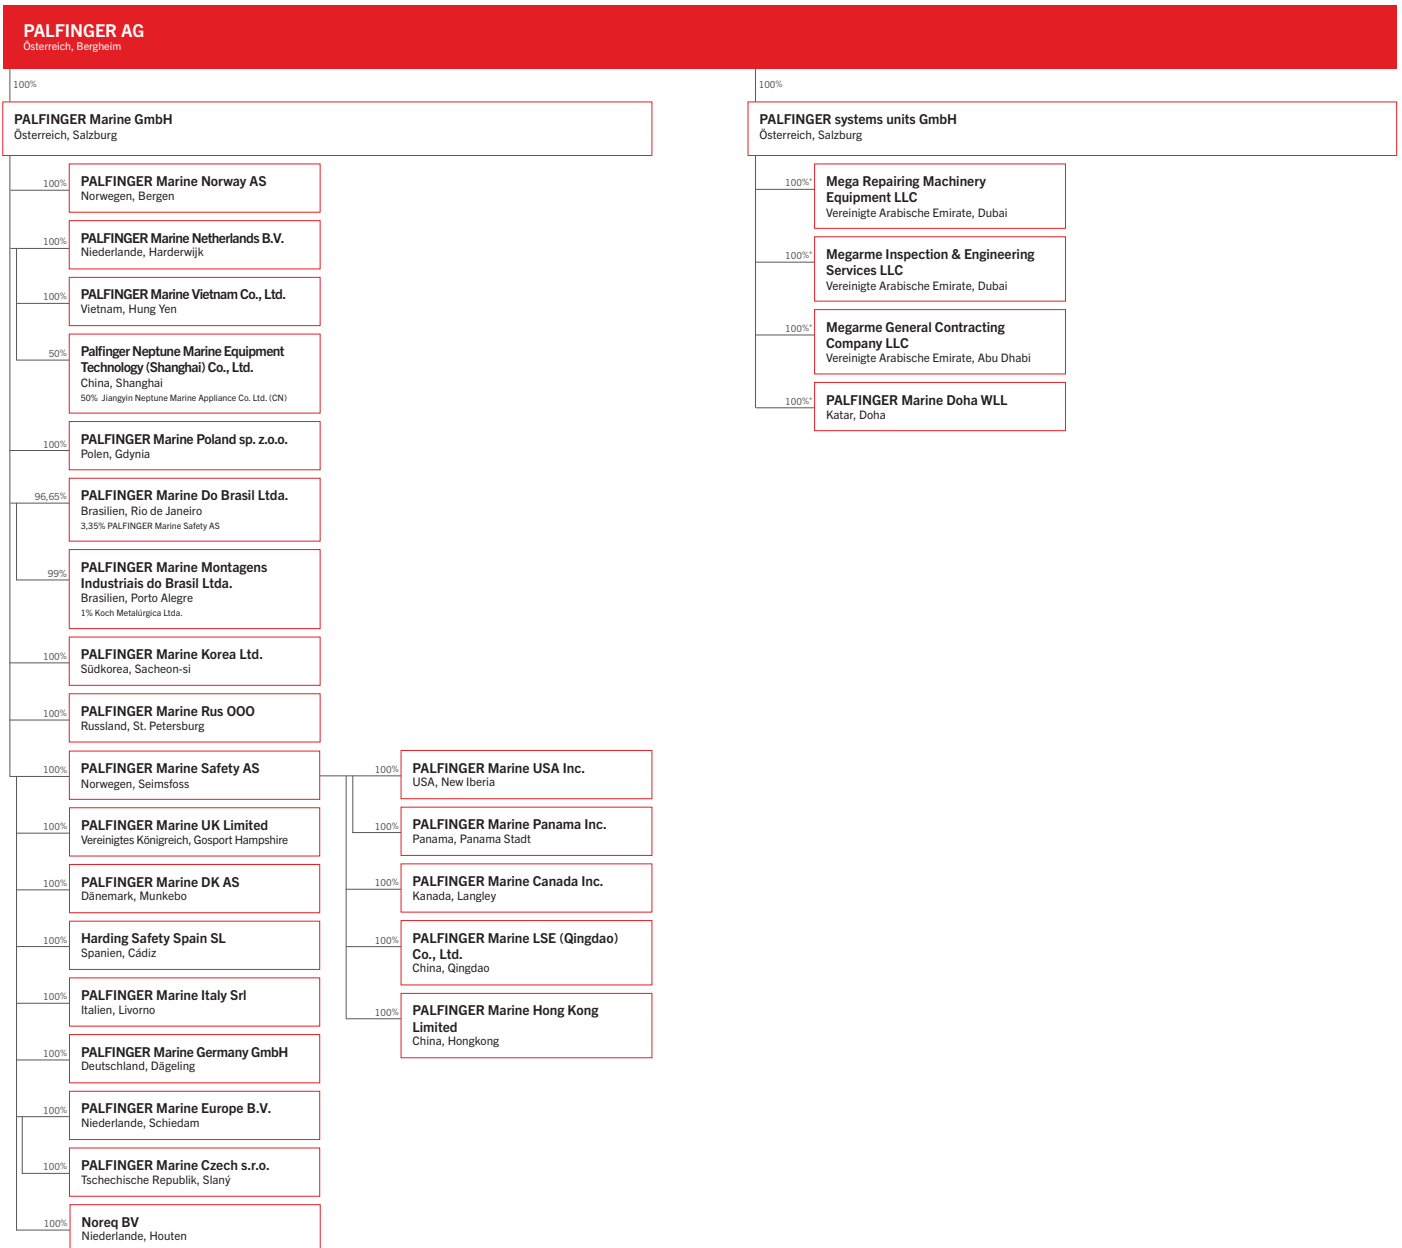 PALFINGER AG
Österreich, Bergheim
100%
PALFINGER Marine GmbH
Österreich, Salzburg
100%
PALFINGER Marine Norway AS
Norwegen, Bergen
100%
PALFINGER Marine Netherlands B.V.
Niederlande, Harderwijk
100%
PALFINGER Marine Vietnam Co., Ltd.
Vietnam, Hung Yen
50%
Palfinger Neptune Marine Equipment
Technology (Shanghai) Co., Ltd.
China, Shanghai
50% Jiangyin Neptune Marine Appliance Co. Ltd. (CN)
100%
PALFINGER Marine Poland sp. z.o.o.
Polen, Gdynia
96,65%
PALFINGER Marine Do Brasil Ltda.
Brasilien, Rio de Janeiro
3,35% PALFINGER Marine Safety AS
99%
PALFINGER Marine Montagens
Industriais do Brasil Ltda.
Brasilien, Porto Alegre
1% Koch Metalúrgica Ltda.
100%
PALFINGER Marine Korea Ltd.
Südkorea, Sacheon-si
100%
PALFINGER Marine Rus OOO
Russland, St. Petersburg
100%
PALFINGER Marine Safety AS
Norwegen, Seimsfoss
100%
PALFINGER Marine UK Limited
Vereinigtes Königreich, Gosport Hampshire
100%
PALFINGER Marine DK AS
Dänemark, Munkebo
100%
Harding Safety Spain SL
Spanien, Cádiz
100%
PALFINGER Marine Italy Srl
Italien, Livorno
100%
PALFINGER Marine Germany GmbH
Deutschland, Dägeling
100%
PALFINGER Marine Europe B.V.
Niederlande, Schiedam
100%
PALFINGER Marine Czech s.r.o.
Tschechische Republik, Slaný
100%
Noreq BV
Niederlande, Houten
100%
PALFINGER Marine USA Inc.
USA, New Iberia
100%
PALFINGER Marine Panama Inc.
Panama, Panama Stadt
100%
PALFINGER Marine Canada Inc.
Kanada, Langley
100%
PALFINGER Marine LSE (Qingdao)
Co., Ltd.
China, Qingdao
100%
PALFINGER Marine Hong Kong
Limited
China, Hongkong
100%
PALFINGER systems units GmbH
Österreich, Salzburg
100%*
Mega Repairing Machinery
Equipment LLC
Vereinigte Arabische Emirate, Dubai
100%*
Megarme Inspection & Engineering
Services LLC
Vereinigte Arabische Emirate, Dubai
100%*
Megarme General Contracting
Company LLC
Vereinigte Arabische Emirate, Abu Dhabi
100%*
PALFINGER Marine Doha WLL
Katar, Doha